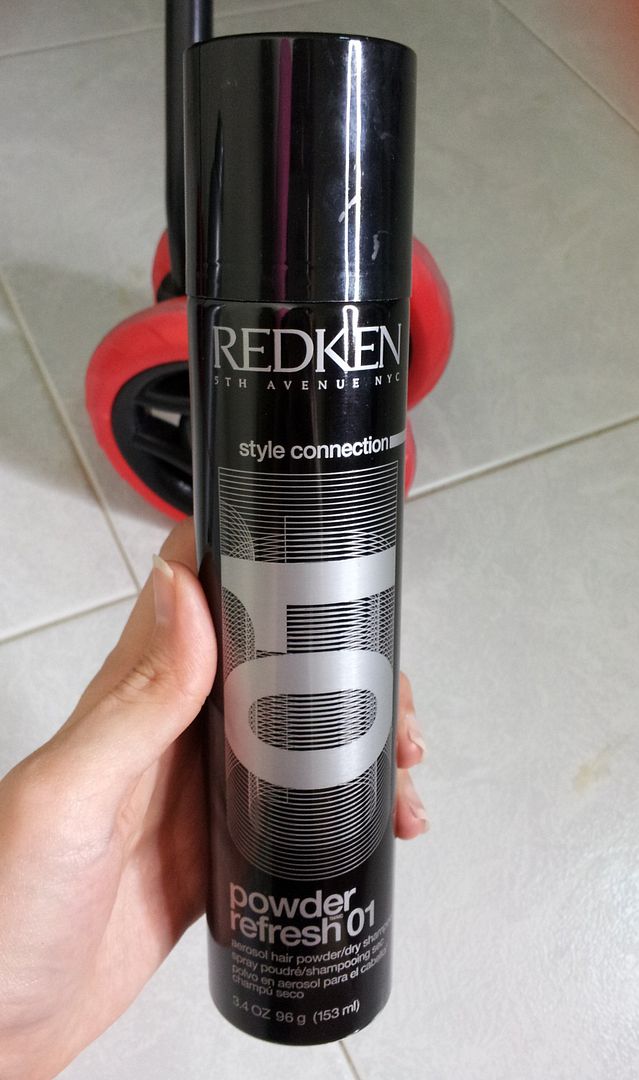 REDKEN
5TH AVENUE NYC
style connection
01
powder
refresh 01
aerosol hair powder/dry shampoo
spray poudré/shampooing sec
polvo en aerosol para el cabello/
champú seco
3.4 OZ 96 g (153 ml)